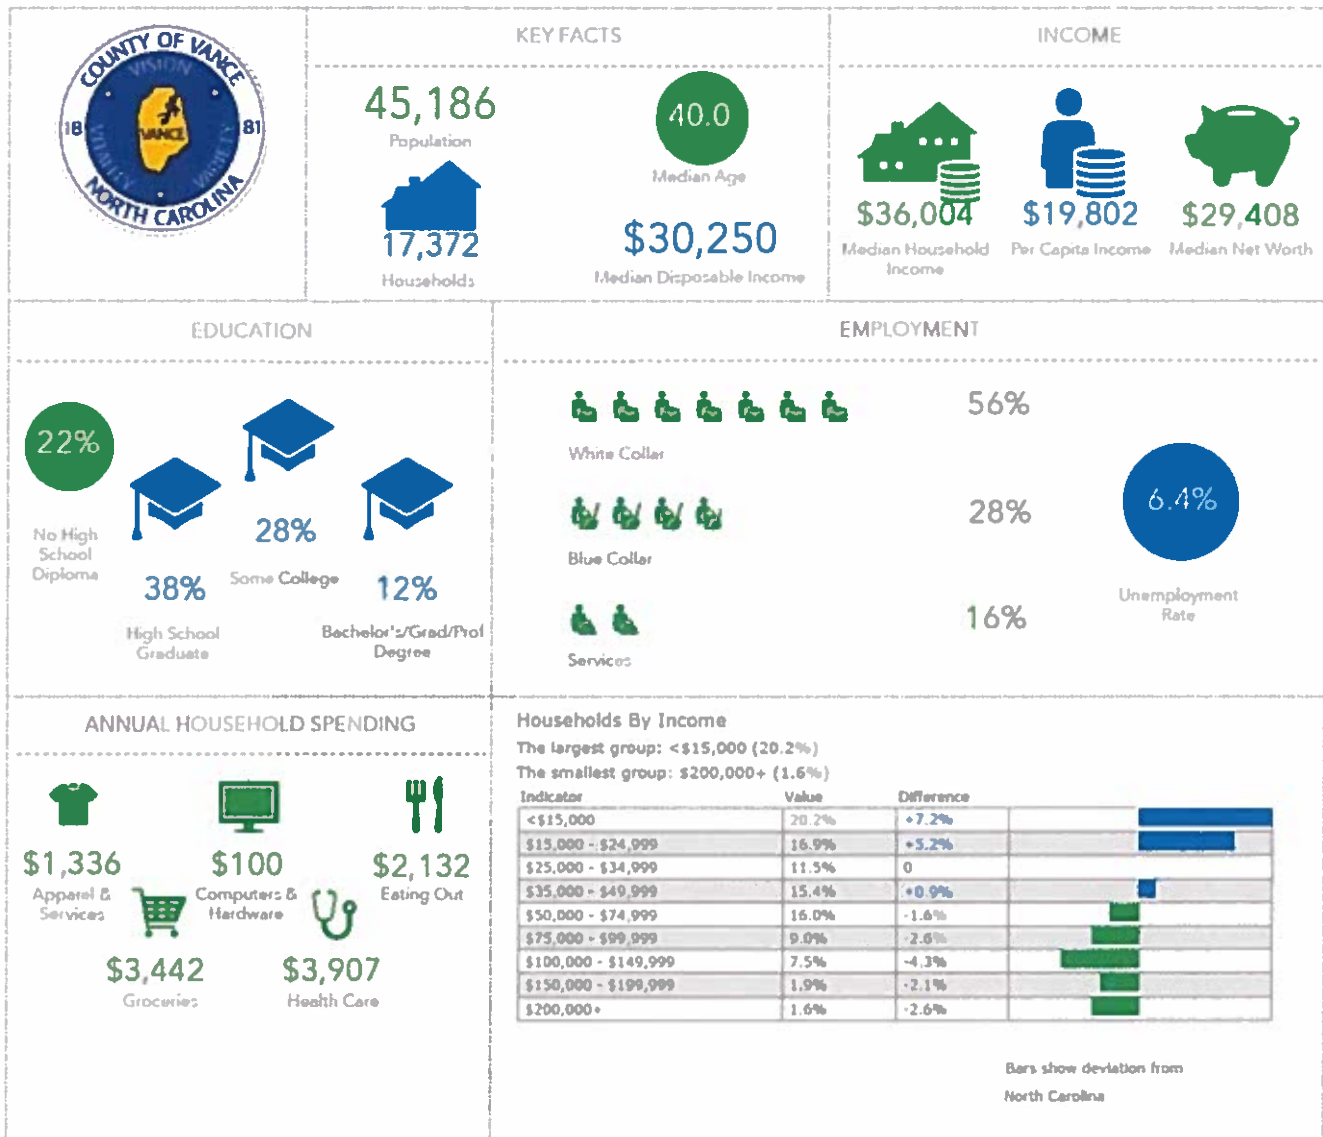 COUNTY OF VANCE
VISION
18
VITALITY
VANCE
VARIETY
81
NORTH CAROLINA
KEY FACTS
45,186
Population
17,372
Households
40.0
Median Age
$30,250
Median Disposable Income
INCOME
$36,004
Median Household
Income
$19,802
Per Capita Income
$29,408
Median Net Worth
EDUCATION
22%
No High
School
Diploma
38%
High School
Graduate
28%
Some College
12%
Bachelor's/Grad/Prof
Degree
EMPLOYMENT
56%
White Collar
28%
Blue Collar
16%
Services
6.4%
Unemployment
Rate
ANNUAL HOUSEHOLD SPENDING
$1,336
Apparel &
Services
$100
Computers &
Hardware
$2,132
Eating Out
$3,442
Groceries
$3,907
Health Care
Households By Income
The largest group: <$15,000 (20.2%)
The smallest group: $200,000+ (1.6%)
Indicator Value Difference
<$15,000 20.2% +7.2%
$15,000 - $24,999 16.9% +5.2%
$25,000 - $34,999 11.5% 0
$35,000 - $49,999 15.4% +0.9%
$50,000 - $74,999 16.0% -1.6%
$75,000 - $99,999 9.0% -2.6%
$100,000 - $149,999 7.5% -4.3%
$150,000 - $199,999 1.9% -2.1%
$200,000+ 1.6% -2.6%
Bars show deviation from
North Carolina